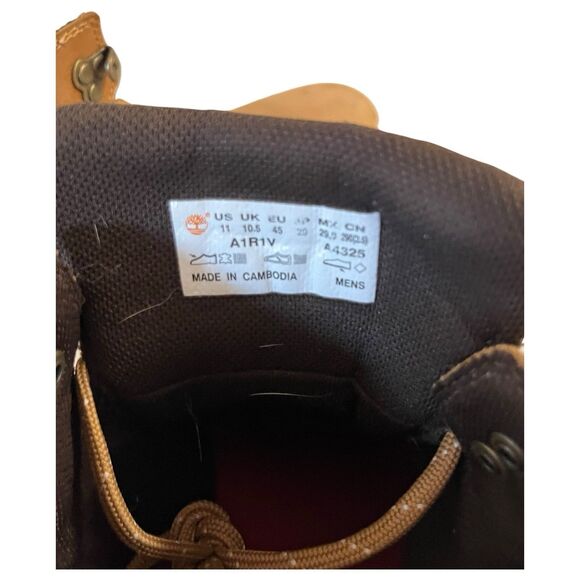 US UK EU JP MX CN
11 10.5 45 29 29.0 290(2.5)
A1R1V A4325
MADE IN CAMBODIA MENS